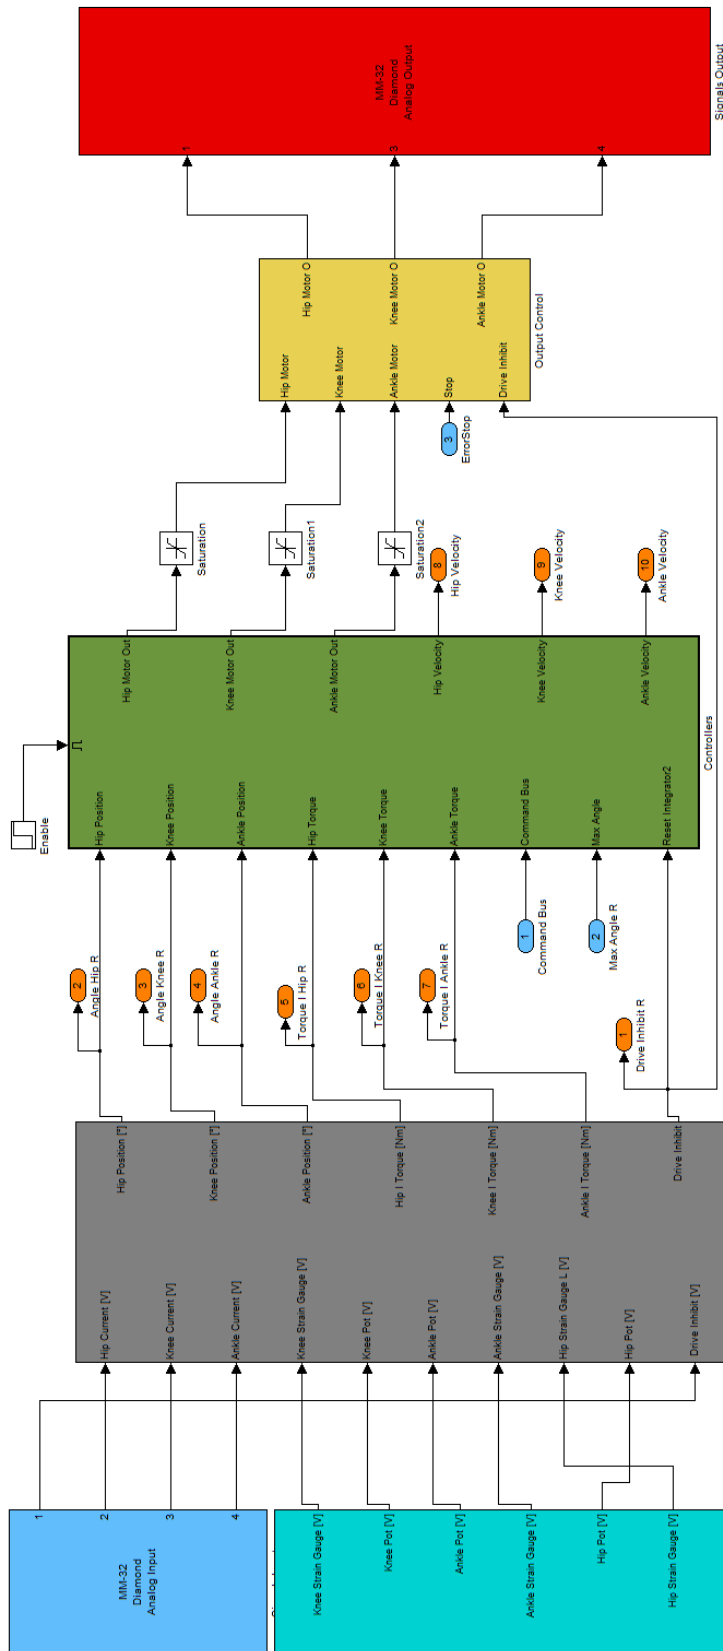 MM-32
Diamond
Analog Input
1
2
3
4
Knee Strain Gauge [V]
Knee Pot [V]
Ankle Pot [V]
Ankle Strain Gauge [V]
Hip Pot [V]
Hip Strain Gauge [V]
Hip Current [V]
Knee Current [V]
Ankle Current [V]
Knee Strain Gauge [V]
Knee Pot [V]
Ankle Pot [V]
Ankle Strain Gauge [V]
Hip Strain Gauge L [V]
Hip Pot [V]
Drive Inhibit [V]
Hip Position [°]
Knee Position [°]
Ankle Position [°]
Hip I Torque [Nm]
Knee I Torque [Nm]
Ankle I Torque [Nm]
Drive Inhibit
2
Angle Hip R
3
Angle Knee R
4
Angle Ankle R
5
Torque I Hip R
6
Torque I Knee R
7
Torque I Ankle R
1
Drive Inhibit R
1
Command Bus
2
Max Angle R
Enable
Hip Position
Knee Position
Ankle Position
Hip Torque
Knee Torque
Ankle Torque
Command Bus
Max Angle
Reset Integrator2
Hip Motor Out
Knee Motor Out
Ankle Motor Out
Hip Velocity
Knee Velocity
Ankle Velocity
Controllers
Saturation
Saturation1
Saturation2
8
Hip Velocity
9
Knee Velocity
10
Ankle Velocity
3
ErrorStop
Hip Motor
Knee Motor
Ankle Motor
Stop
Drive Inhibit
Hip Motor O
Knee Motor O
Ankle Motor O
Output Control
1
3
4
MM-32
Diamond
Analog Output
Signals Output